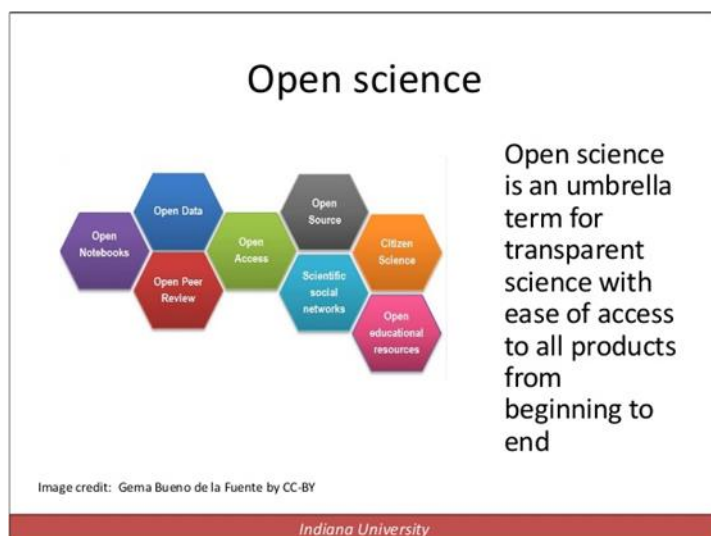 Open science
Open
Notebooks
Open Data
Open Peer
Review
Open
Access
Open
Source
Scientific
social
networks
Citizen
Science
Open
educational
resources
Open science
is an umbrella
term for
transparent
science with
ease of access
to all products
from
beginning to
end
Image credit: Gema Bueno de la Fuente by CC-BY
Indiana University